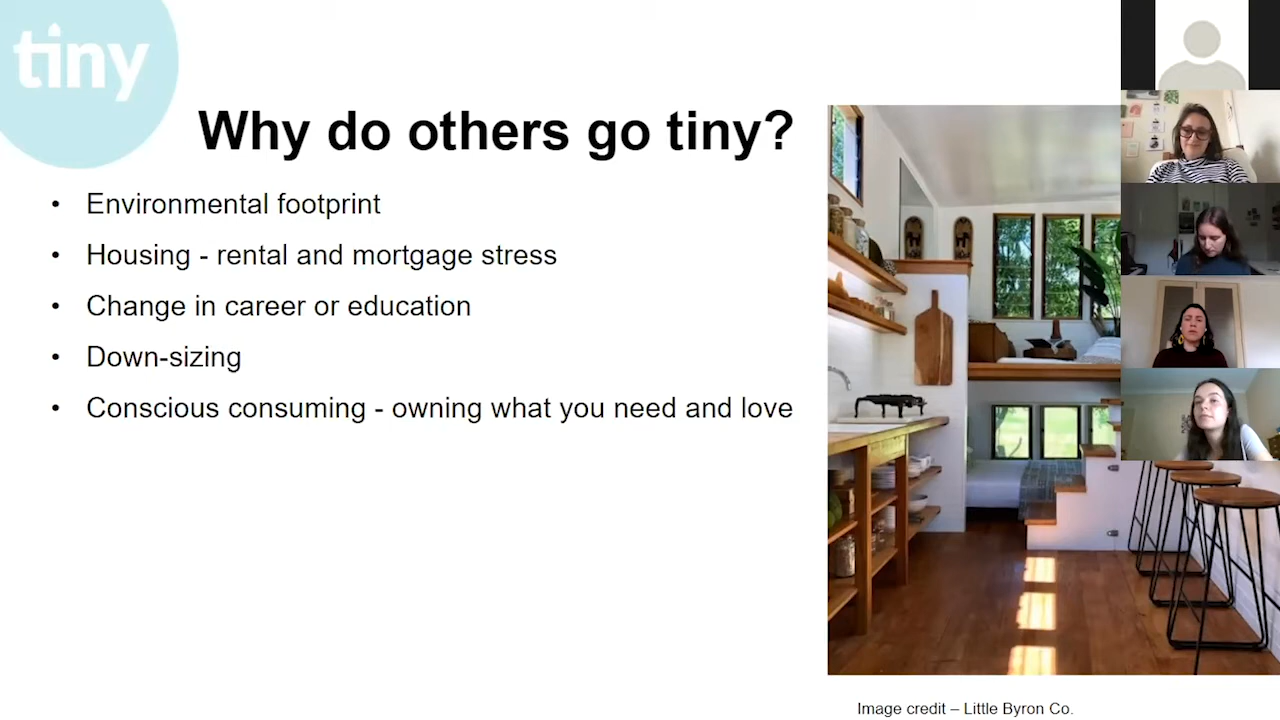 tiny
Why do others go tiny?
• Environmental footprint
• Housing - rental and mortgage stress
• Change in career or education
• Down-sizing
• Conscious consuming - owning what you need and love
Image credit – Little Byron Co.